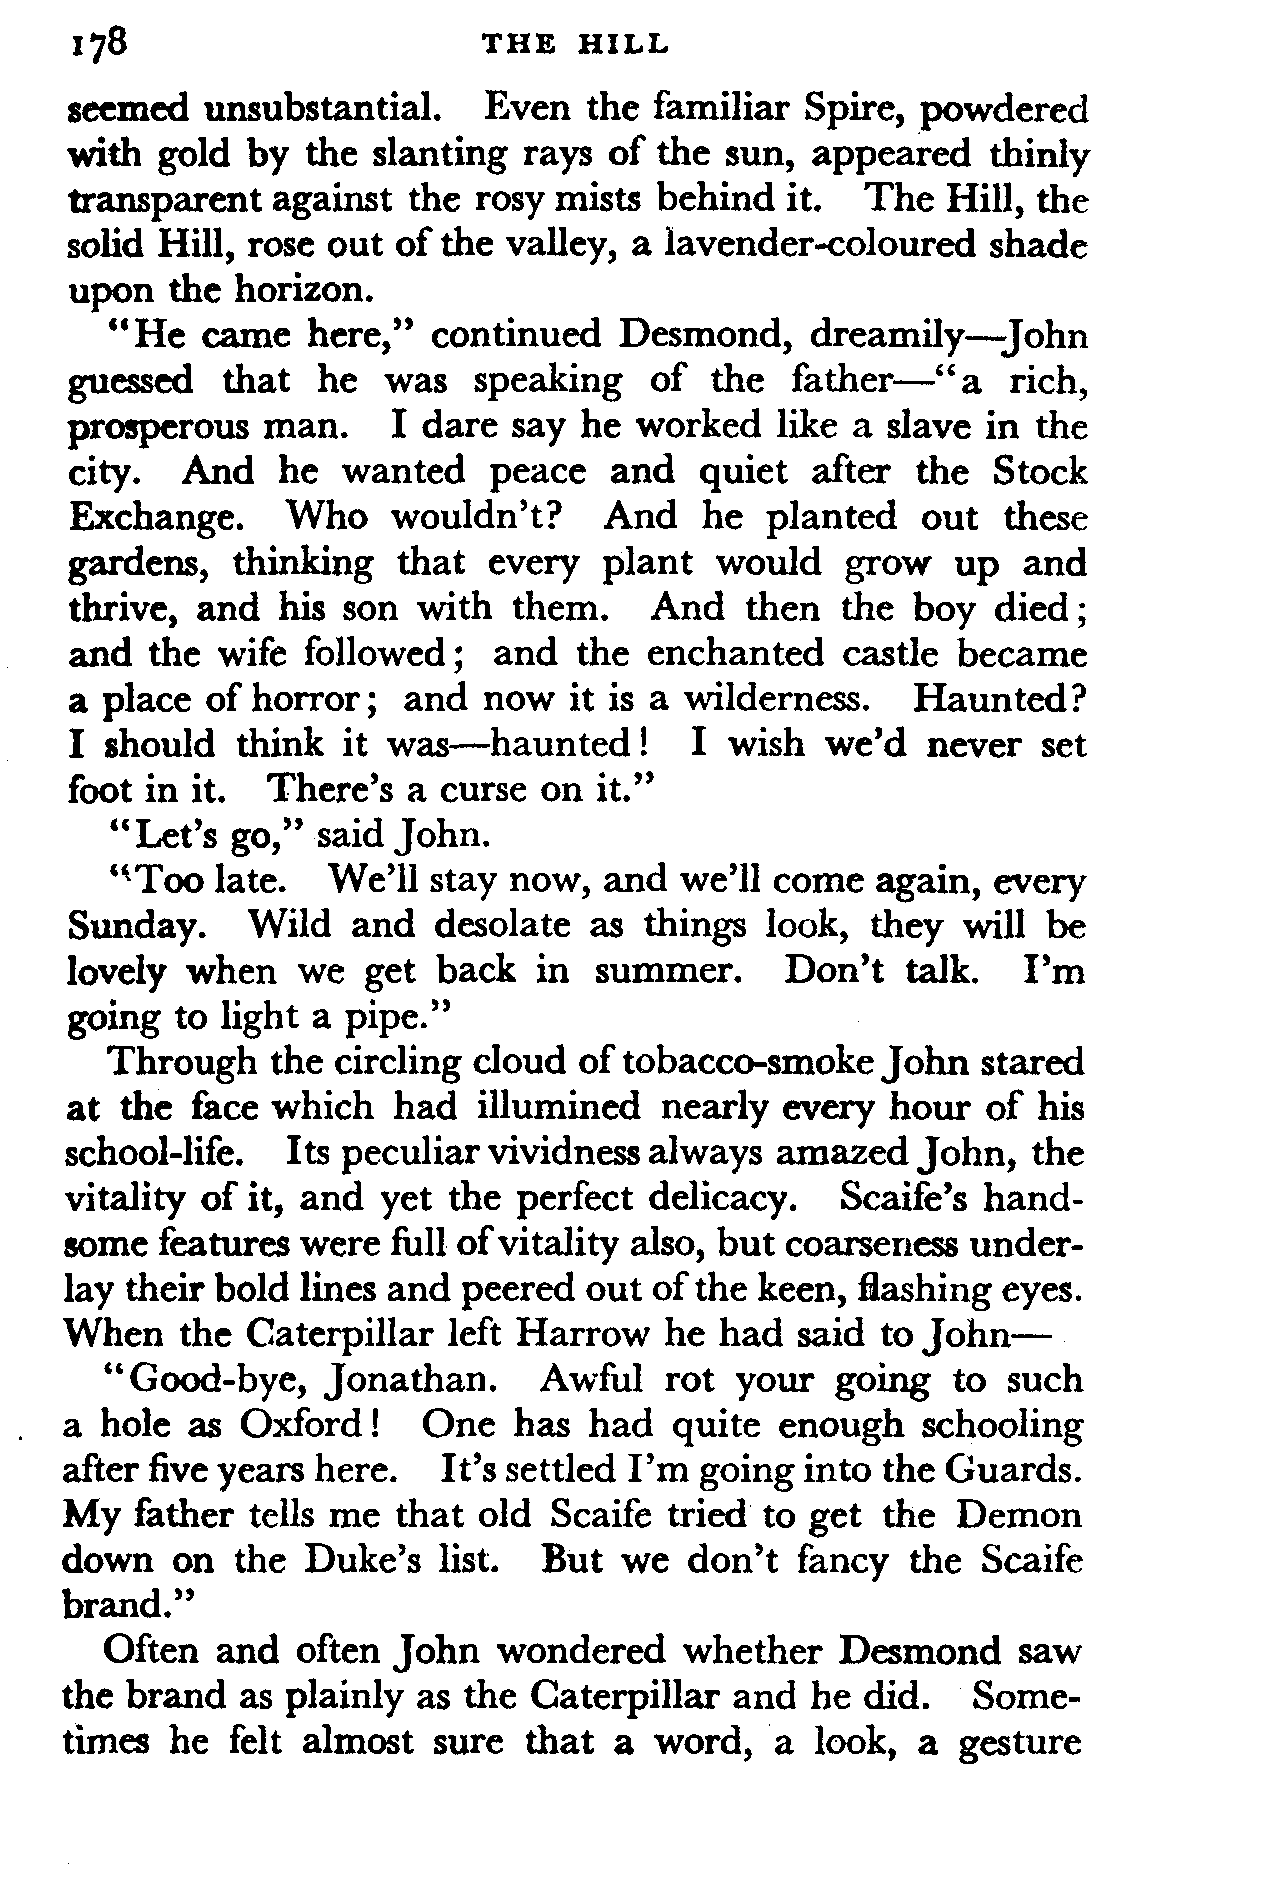 178 THE HILL
seemed unsubstantial. Even the familiar Spire, powdered
with gold by the slanting rays of the sun, appeared thinly
transparent against the rosy mists behind it. The Hill, the
solid Hill, rose out of the valley, a lavender-coloured shade
upon the horizon.
"He came here," continued Desmond, dreamily—John
guessed that he was speaking of the father—"a rich,
prosperous man. I dare say he worked like a slave in the
city. And he wanted peace and quiet after the Stock
Exchange. Who wouldn't? And he planted out these
gardens, thinking that every plant would grow up and
thrive, and his son with them. And then the boy died;
and the wife followed; and the enchanted castle became
a place of horror; and now it is a wilderness. Haunted?
I should think it was—haunted! I wish we'd never set
foot in it. There's a curse on it."
"Let's go," said John.
"Too late. We'll stay now, and we'll come again, every
Sunday. Wild and desolate as things look, they will be
lovely when we get back in summer. Don't talk. I'm
going to light a pipe."
Through the circling cloud of tobacco-smoke John stared
at the face which had illumined nearly every hour of his
school-life. Its peculiar vividness always amazed John, the
vitality of it, and yet the perfect delicacy. Scaife's hand-
some features were full of vitality also, but coarseness under-
lay their bold lines and peered out of the keen, flashing eyes.
When the Caterpillar left Harrow he had said to John—
"Good-bye, Jonathan. Awful rot your going to such
a hole as Oxford! One has had quite enough schooling
after five years here. It's settled I'm going into the Guards.
My father tells me that old Scaife tried to get the Demon
down on the Duke's list. But we don't fancy the Scaife
brand."
Often and often John wondered whether Desmond saw
the brand as plainly as the Caterpillar and he did. Some-
times he felt almost sure that a word, a look, a gesture